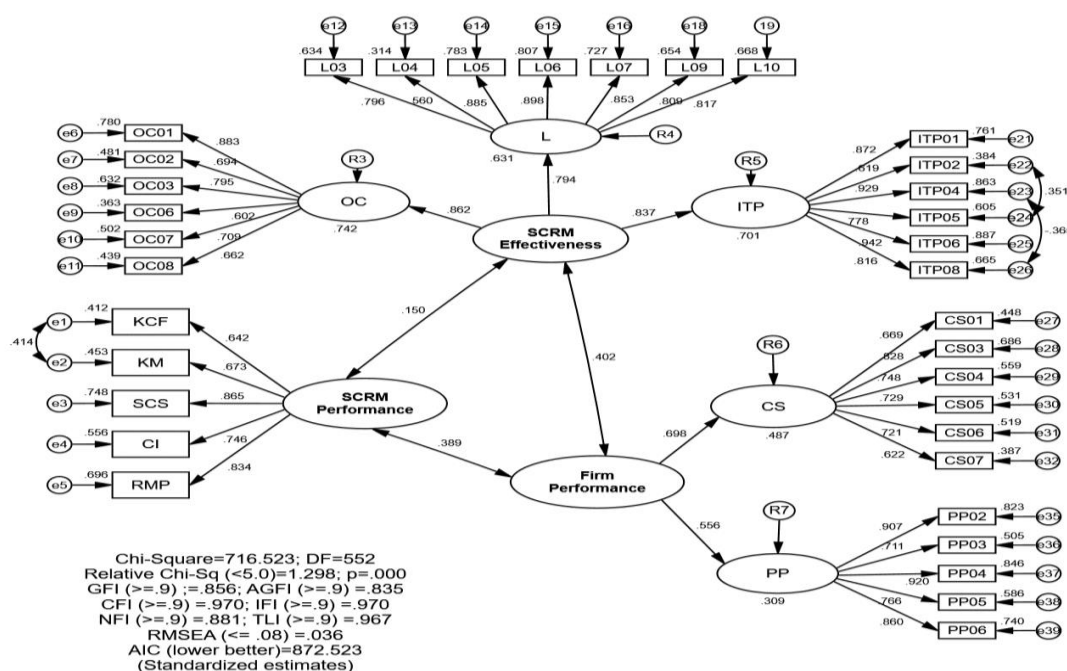 e12 e13 e14 e15 e16 e18 19
.634 .314 .783 .807 .727 .654 .668
L03 L04 L05 L06 L07 L09 L10
.796 .560 .885 .898 .853 .809 .817
L
.631
R4
.794
e6 .780 OC01
e7 .481 OC02
e8 .632 OC03
e9 .363 OC06
e10 .502 OC07
e11 .439 OC08
.883
.694
.795
.602
.709
.662
R3
OC
.742
.862
SCRM
Effectiveness
.837
R5
ITP
.701
.872
.619
.929
.778
.942
.816
ITP01 .761 e21
ITP02 .384 e22
ITP04 .863 e23
ITP05 .605 e24
ITP06 .887 e25
ITP08 .665 e26
.351
.150
.402
.414
e1 .412 KCF
e2 .453 KM
e3 .748 SCS
e4 .556 CI
e5 .696 RMP
.642
.673
.865
.746
.834
SCRM
Performance
.389
Firm
Performance
.698
.556
R6
CS
.487
.669
.828
.748
.729
.721
.622
CS01 .448 e27
CS03 .686 e28
CS04 .559 e29
CS05 .531 e30
CS06 .519 e31
CS07 .387 e32
R7
PP
.309
.907
.711
.920
.766
.860
PP02 .823 e35
PP03 .505 e36
PP04 .846 e37
PP05 .586 e38
PP06 .740 e39
Chi-Square=716.523; DF=552
Relative Chi-Sq (<5.0)=1.298; p=.000
GFI (>=.9) ;=.856; AGFI (>=.9) =.835
CFI (>=.9) =.970; IFI (>=.9) =.970
NFI (>=.9) =.881; TLI (>=.9) =.967
RMSEA (<= .08) =.036
AIC (lower better)=872.523
(Standardized estimates)